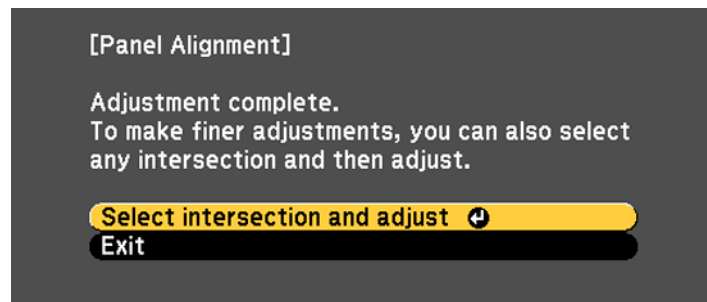 [Panel Alignment]
Adjustment complete.
To make finer adjustments, you can also select
any intersection and then adjust.
Select intersection and adjust
Exit